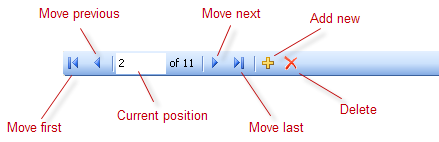 Move previous
Move next
Add new
2 of 11
Move first
Current position
Move last
Delete